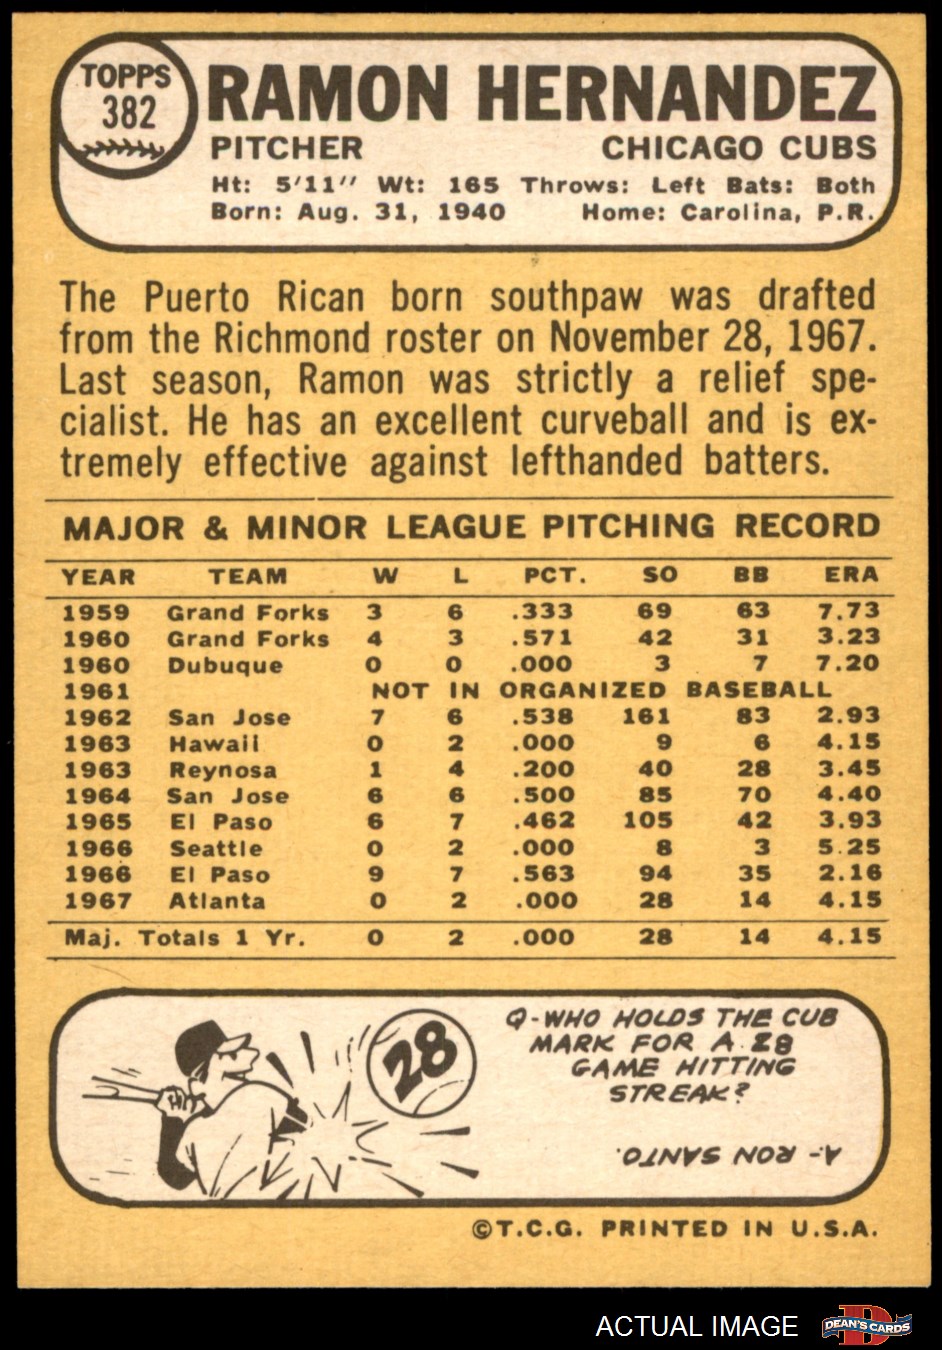 TOPPS
382
RAMON HERNANDEZ
PITCHER CHICAGO CUBS
Ht: 5'11" Wt: 165 Throws: Left Bats: Both
Born: Aug. 31, 1940 Home: Carolina, P.R.
The Puerto Rican born southpaw was drafted
from the Richmond roster on November 28, 1967.
Last season, Ramon was strictly a relief spe-
cialist. He has an excellent curveball and is ex-
tremely effective against lefthanded batters.
MAJOR & MINOR LEAGUE PITCHING RECORD
YEAR TEAM W L PCT. SO BB ERA
1959 Grand Forks 3 6 .333 69 63 7.73
1960 Grand Forks 4 3 .571 42 31 3.23
1960 Dubuque 0 0 .000 3 7 7.20
1961 NOT IN ORGANIZED BASEBALL
1962 San Jose 7 6 .538 161 83 2.93
1963 Hawaii 0 2 .000 9 6 4.15
1963 Reynosa 1 4 .200 40 28 3.45
1964 San Jose 6 6 .500 85 70 4.40
1965 El Paso 6 7 .462 105 42 3.93
1966 Seattle 0 2 .000 8 3 5.25
1966 El Paso 9 7 .563 94 35 2.16
1967 Atlanta 0 2 .000 28 14 4.15
Maj. Totals 1 Yr. 0 2 .000 28 14 4.15
28
Q-WHO HOLDS THE CUB
MARK FOR A 28
GAME HITTING
STREAK?
A- RON SANTO.
©T.C.G. PRINTED IN U.S.A.
ACTUAL IMAGE
D
DEAN'S CARDS